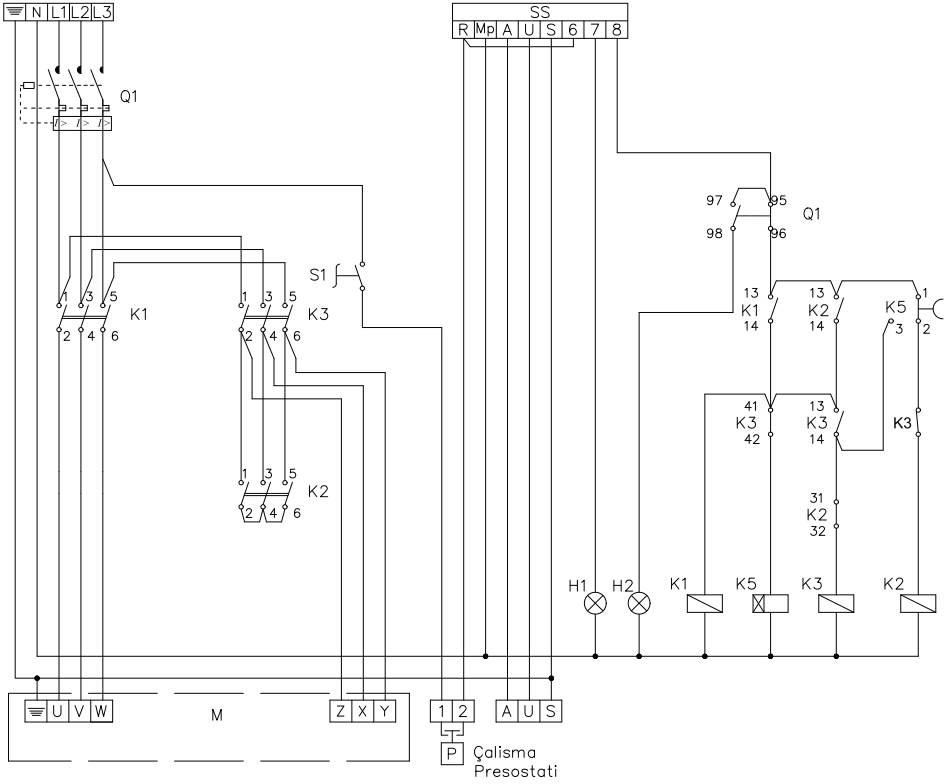 N L1 L2 L3
SS
R Mp A U S 6 7 8
Q1
I> I> I>
97 95
Q1
98 96
S1
1 3 5
K1
2 4 6
1 3 5
K3
2 4 6
13
K1
14
13
K2
14
K5
1
3 2
41
K3
42
13
K3
14
K3
1 3 5
K2
2 4 6
31
K2
32
H1 H2 K1 K5 K3 K2
U V W
M
Z X Y
1 2
A U S
P
Çalisma
Presostati